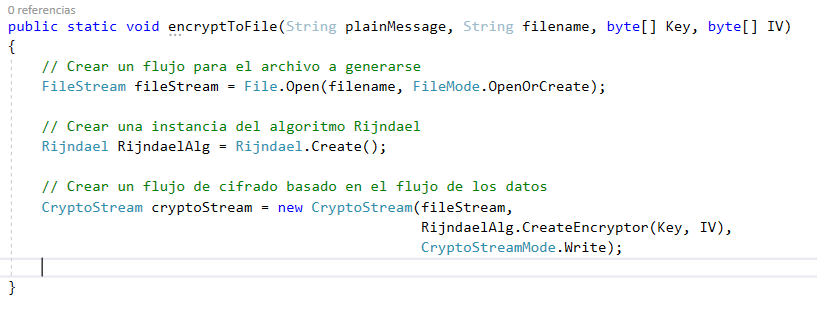 0 referencias
public static void encryptToFile(String plainMessage, String filename, byte[] Key, byte[] IV)
{
// Crear un flujo para el archivo a generarse
FileStream fileStream = File.Open(filename, FileMode.OpenOrCreate);
// Crear una instancia del algoritmo Rijndael
Rijndael RijndaelAlg = Rijndael.Create();
// Crear un flujo de cifrado basado en el flujo de los datos
CryptoStream cryptoStream = new CryptoStream(fileStream,
RijndaelAlg.CreateEncryptor(Key, IV),
CryptoStreamMode.Write);
}